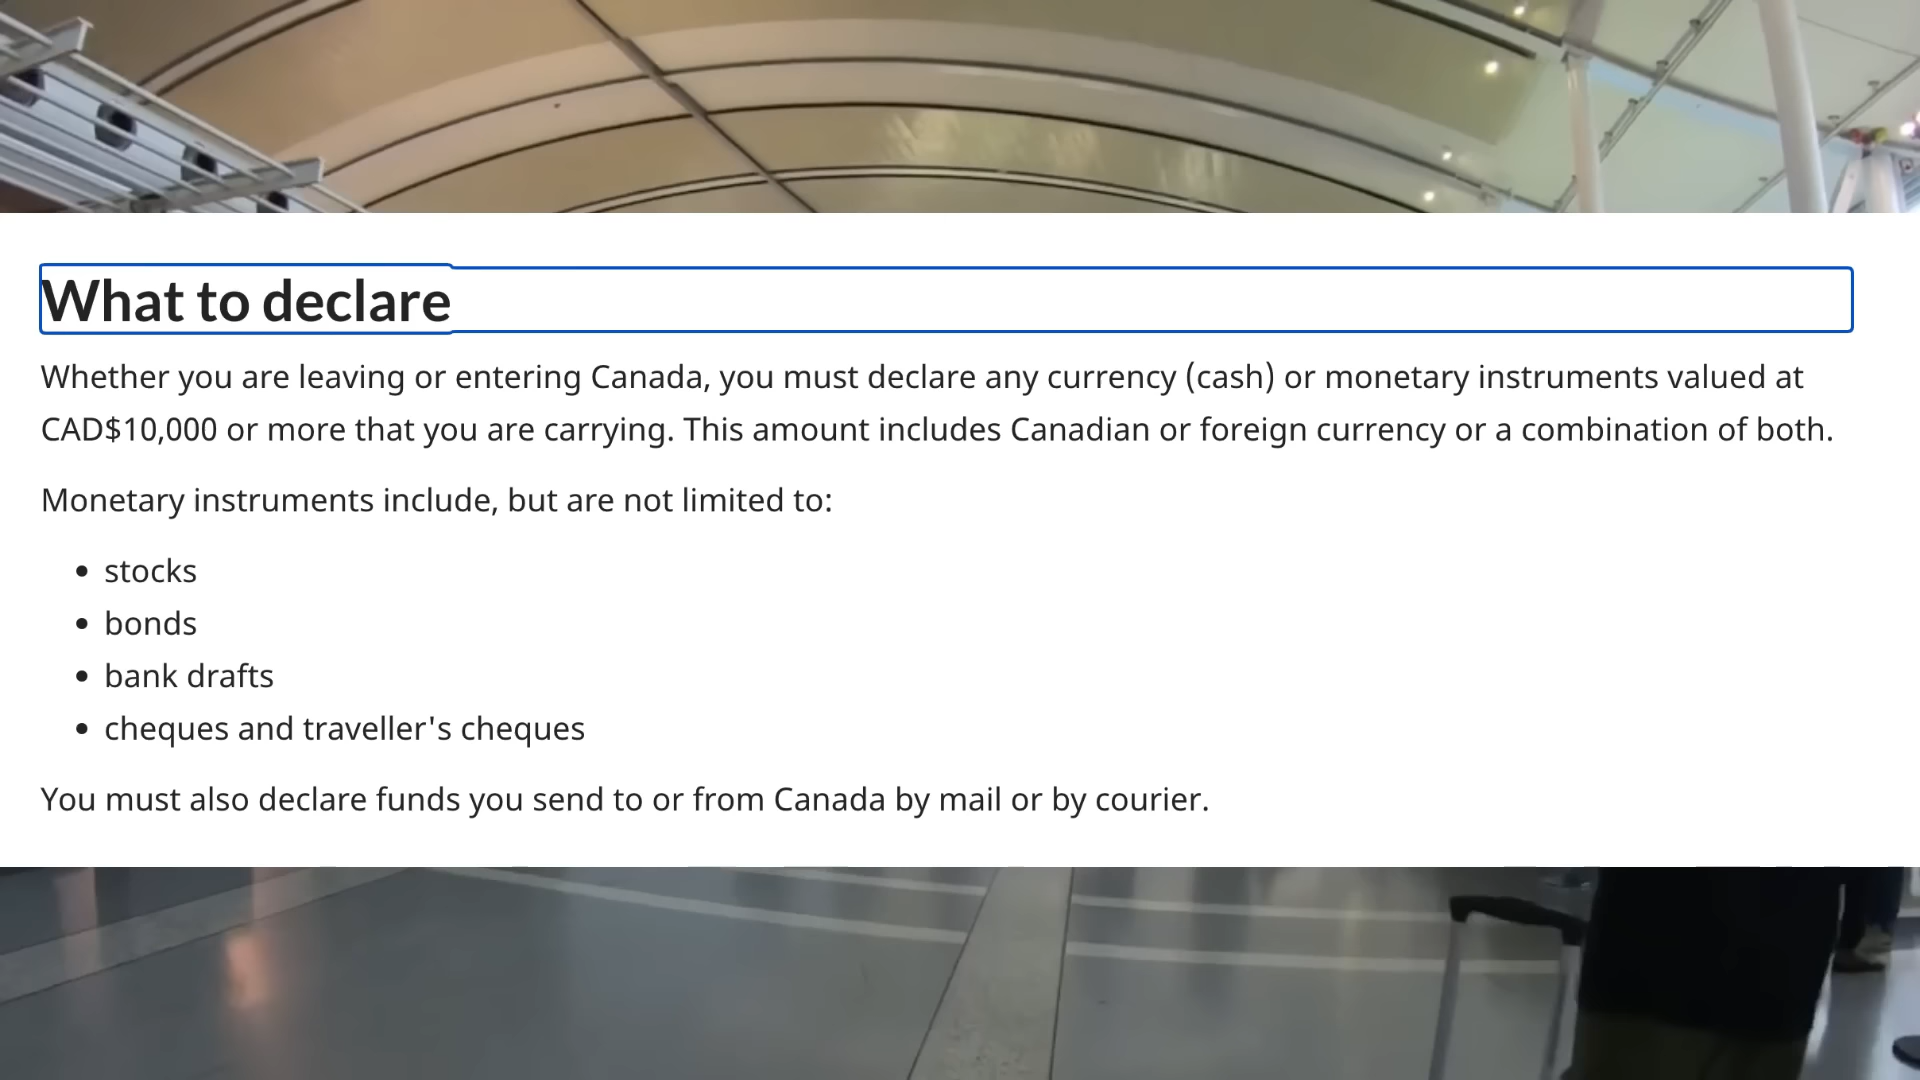 What to declare
Whether you are leaving or entering Canada, you must declare any currency (cash) or monetary instruments valued at
CAD$10,000 or more that you are carrying. This amount includes Canadian or foreign currency or a combination of both.
Monetary instruments include, but are not limited to:
• stocks
• bonds
• bank drafts
• cheques and traveller's cheques
You must also declare funds you send to or from Canada by mail or by courier.